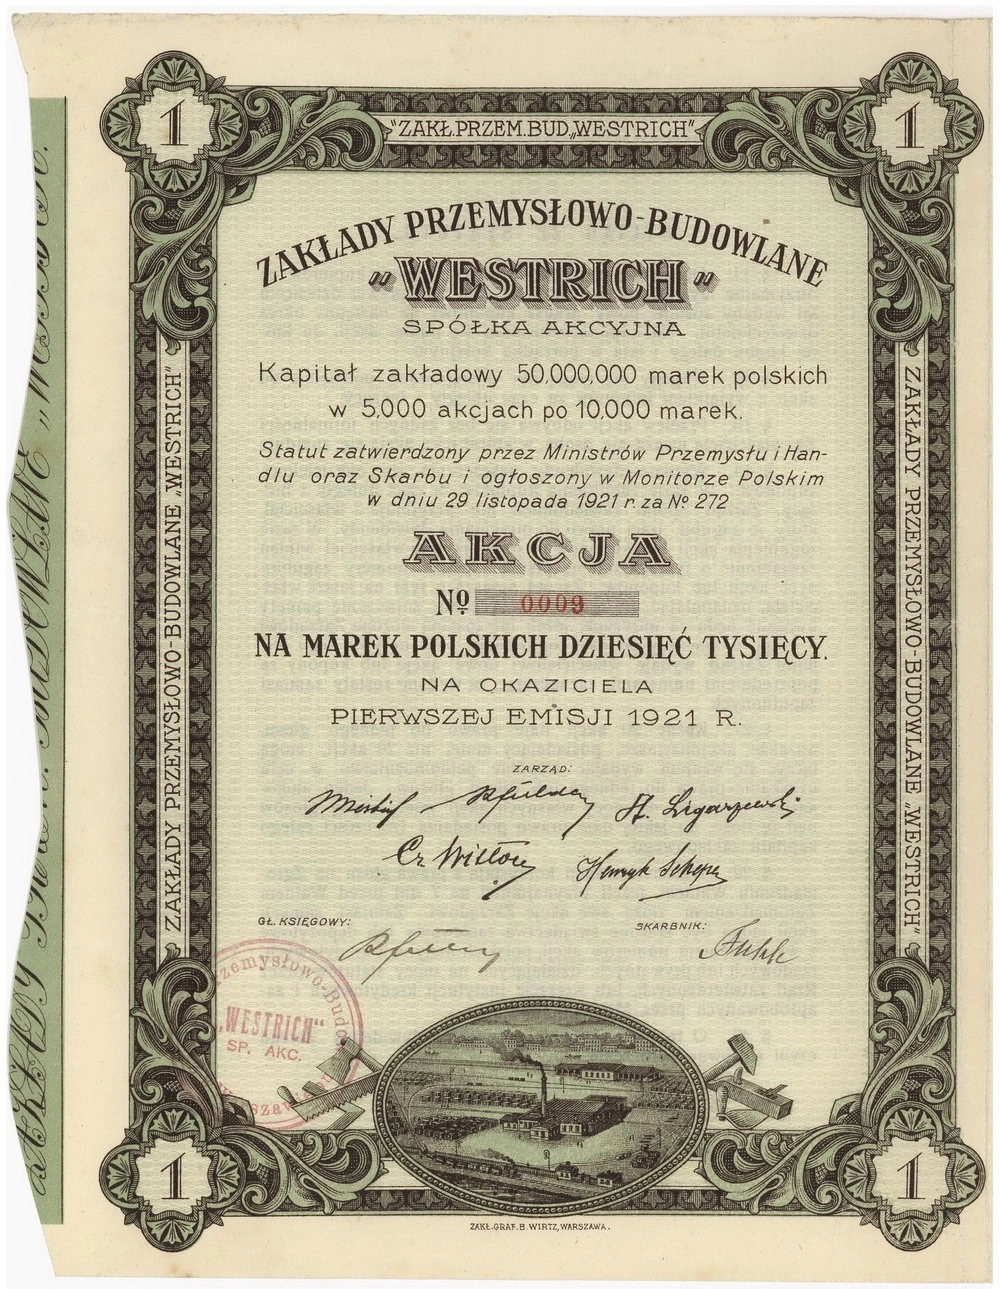 1
"ZAKŁ.PRZEM.BUD.„WESTRICH"
1
ZAKŁADY PRZEMYSŁOWO-BUDOWLANE
"WESTRICH"
SPÓŁKA AKCYJNA
Kapitał zakładowy 50,000,000 marek polskich
w 5,000 akcjach po 10,000 marek.
Statut zatwierdzony przez Ministrów Przemysłu i Han-
dlu oraz Skarbu i ogłoszony w Monitorze Polskim
w dniu 29 listopada 1921 r. za № 272
AKCJA
№ 0009
NA MAREK POLSKICH DZIESIĘĆ TYSIĘCY.
NA OKAZICIELA
PIERWSZEJ EMISJI 1921 R.
ZARZĄD:
Henryk
GŁ. KSIĘGOWY:
SKARBNIK:
ZAKŁADY PRZEMYSŁOWO-BUDOWLANE „WESTRICH"
ZAKŁADY PRZEMYSŁOWO-BUDOWLANE „WESTRICH"
„WESTRICH"
SP. AKC.
1
1
ZAKŁ.GRAF.B.WIRTZ,WARSZAWA.